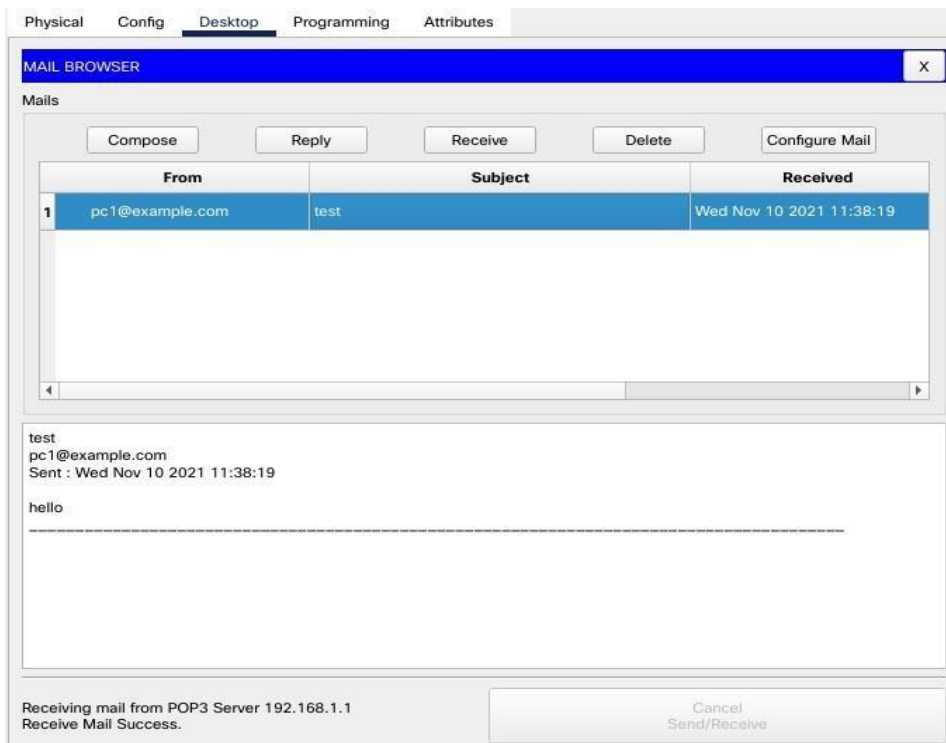 Physical Config Desktop Programming Attributes
MAIL BROWSER X
Mails
Compose Reply Receive Delete Configure Mail
From Subject Received
1 pc1@example.com test Wed Nov 10 2021 11:38:19
test
pc1@example.com
Sent : Wed Nov 10 2021 11:38:19
hello
Receiving mail from POP3 Server 192.168.1.1
Receive Mail Success.
Cancel
Send/Receive